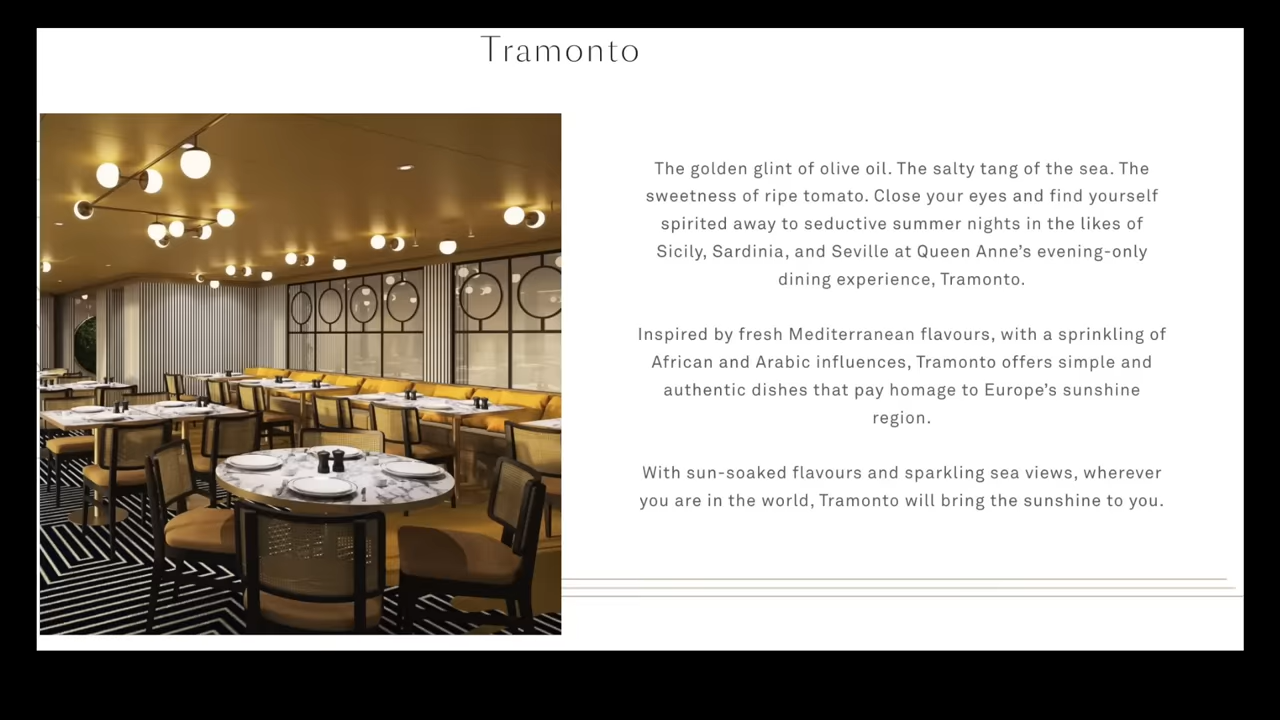 Tramonto
The golden glint of olive oil. The salty tang of the sea. The
sweetness of ripe tomato. Close your eyes and find yourself
spirited away to seductive summer nights in the likes of
Sicily, Sardinia, and Seville at Queen Anne’s evening-only
dining experience, Tramonto.
Inspired by fresh Mediterranean flavours, with a sprinkling of
African and Arabic influences, Tramonto offers simple and
authentic dishes that pay homage to Europe’s sunshine
region.
With sun-soaked flavours and sparkling sea views, wherever
you are in the world, Tramonto will bring the sunshine to you.